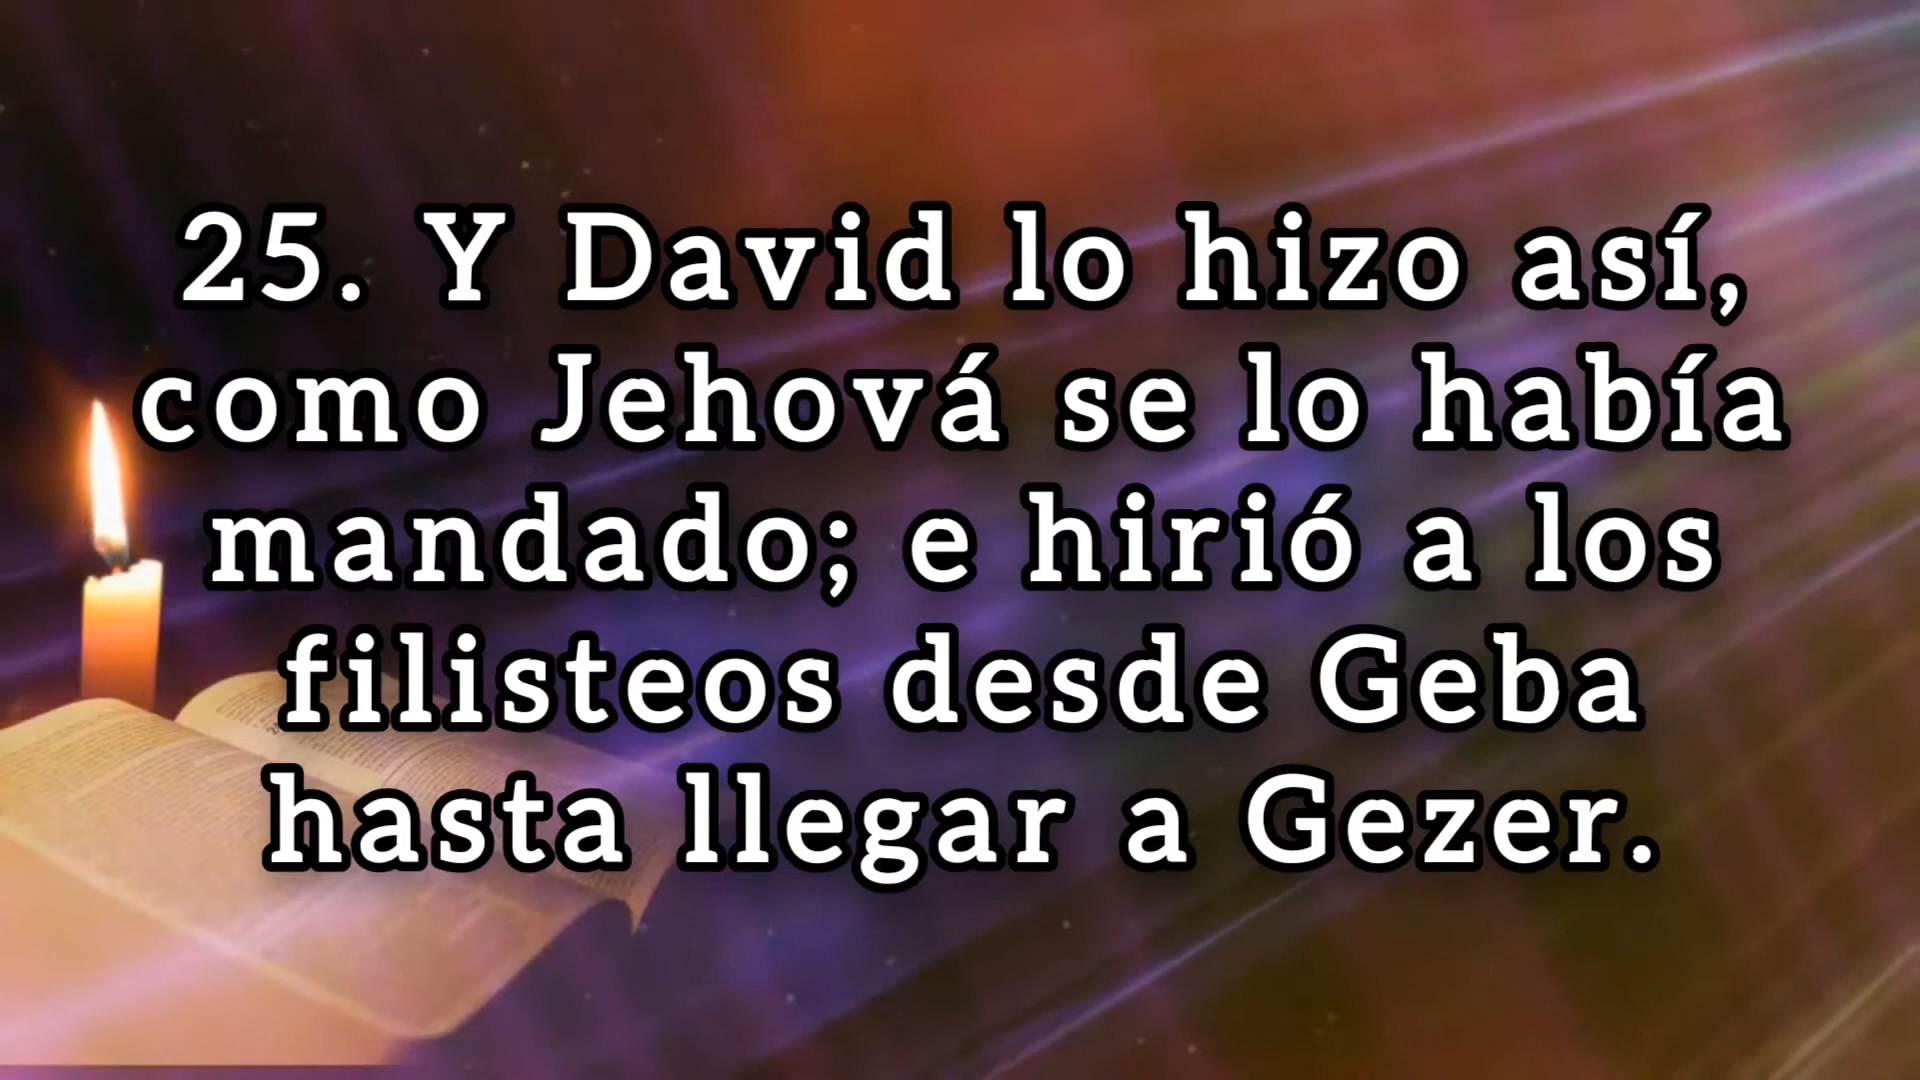 25. Y David lo hizo así,
como Jehová se lo había
mandado; e hirió a los
filisteos desde Geba
hasta llegar a Gezer.